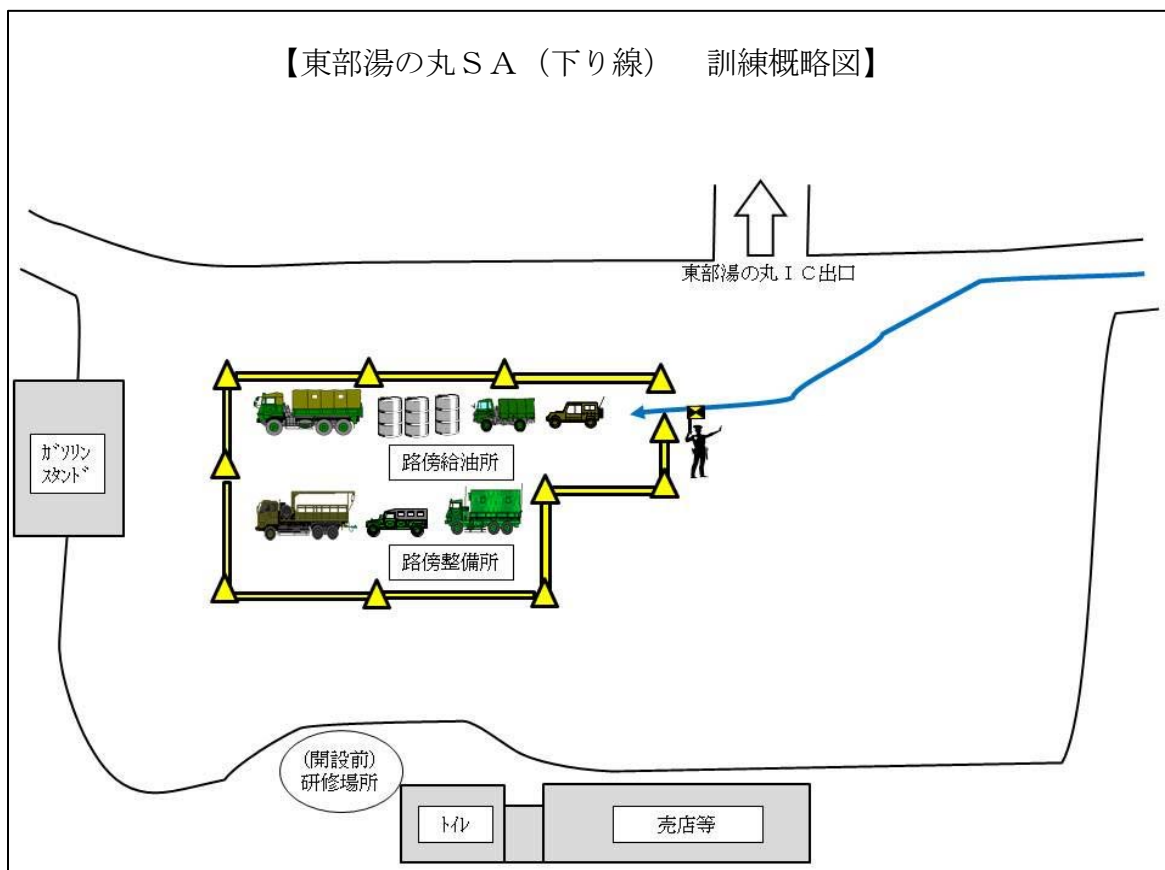 【東部湯の丸ＳＡ（下り線）　訓練概略図】
東部湯の丸ＩＣ出口
ｶﾞｿﾘﾝ
ｽﾀﾝﾄﾞ
路傍給油所
路傍整備所
(開設前)
研修場所
ﾄｲﾚ
売店等